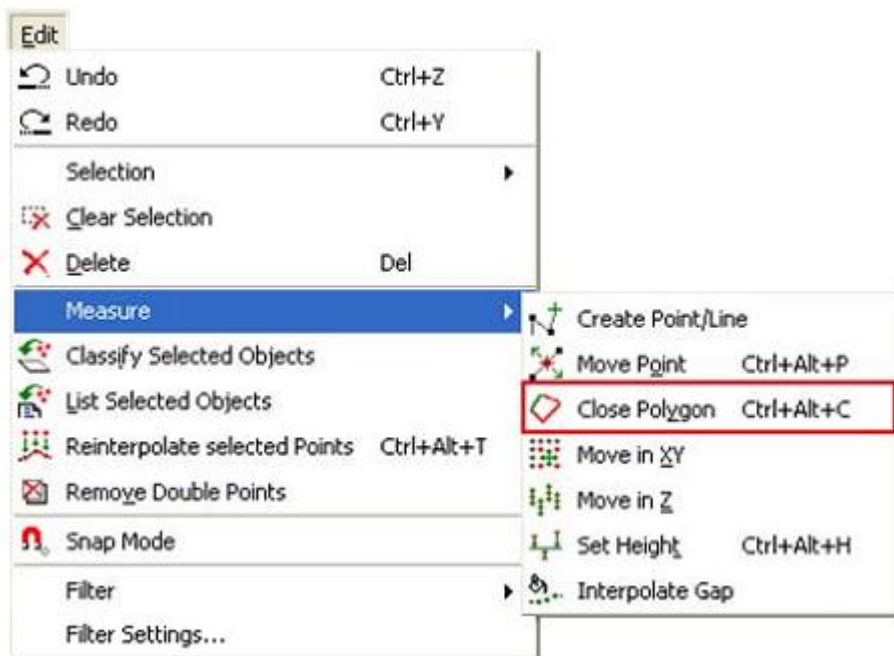 Edit
Undo Ctrl+Z
Redo Ctrl+Y
Selection
Clear Selection
Delete Del
Measure
Classify Selected Objects
List Selected Objects
Reinterpolate selected Points Ctrl+Alt+T
Remove Double Points
Snap Mode
Filter
Filter Settings...
Create Point/Line
Move Point Ctrl+Alt+P
Close Polygon Ctrl+Alt+C
Move in XY
Move in Z
Set Height Ctrl+Alt+H
Interpolate Gap